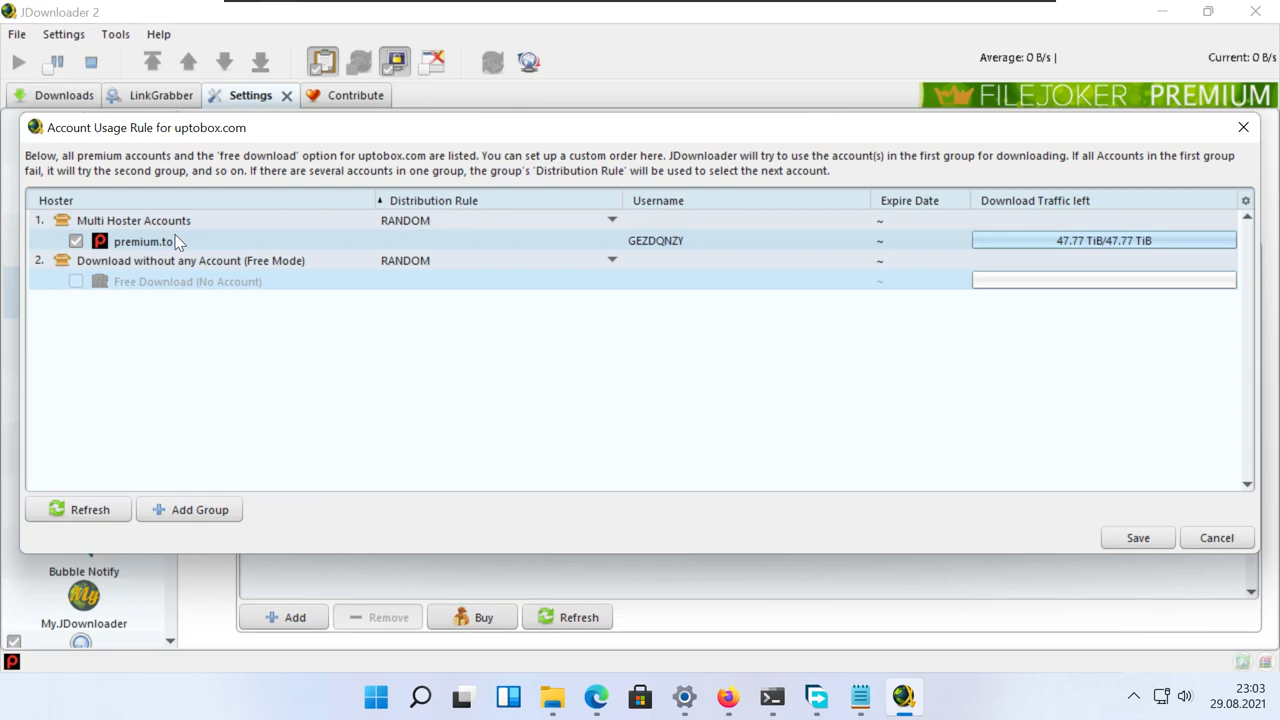 JDownloader 2
File Settings Tools Help
Average: 0 B/s | Current: 0 B/s
Downloads LinkGrabber Settings Contribute
FILEJOKER PREMIUM
Account Usage Rule for uptobox.com
Below, all premium accounts and the 'free download' option for uptobox.com are listed. You can set up a custom order here. JDownloader will try to use the account(s) in the first group for downloading. If all Accounts in the first group
fail, it will try the second group, and so on. If there are several accounts in one group, the group's 'Distribution Rule' will be used to select the next account.
Hoster Distribution Rule Username Expire Date Download Traffic left
1. Multi Hoster Accounts RANDOM ~
premium.to GEZDQNZY ~ 47.77 TiB/47.77 TiB
2. Download without any Account (Free Mode) RANDOM ~
Free Download (No Account) ~
Refresh Add Group
Save Cancel
Bubble Notify
My
My.JDownloader
Add Remove Buy Refresh
23:03
29.08.2021